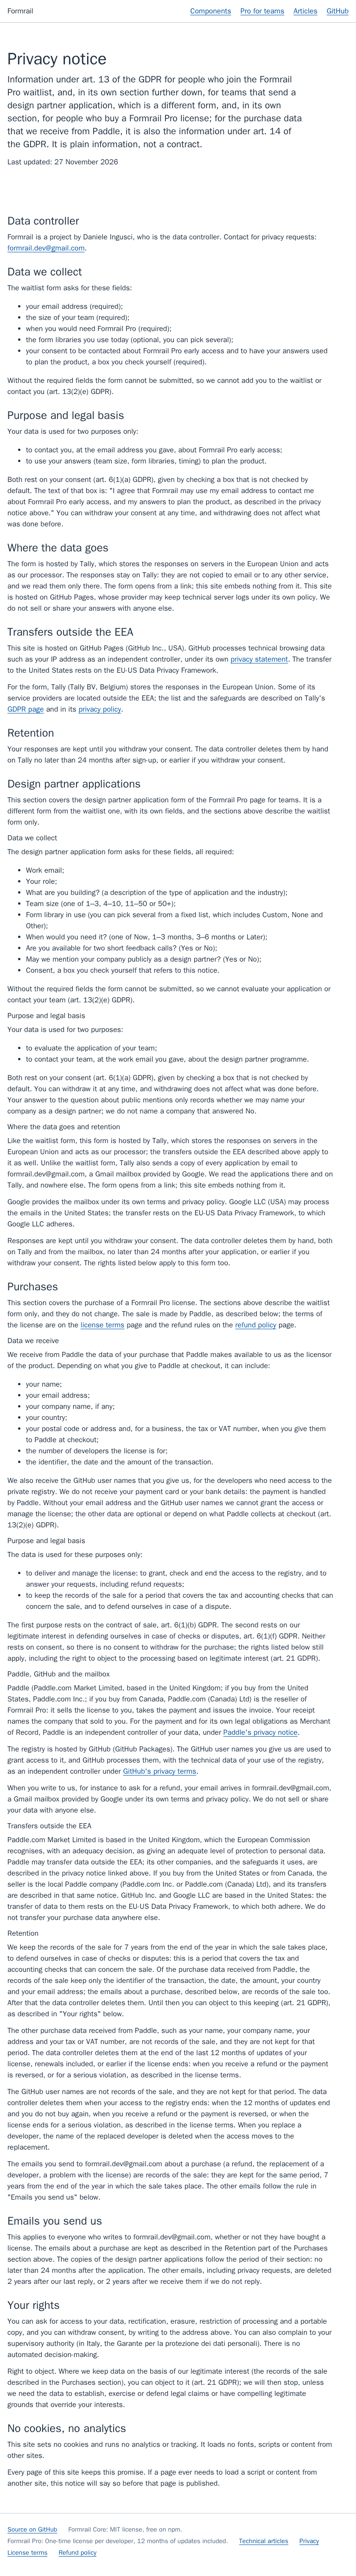 Formrail Components Pro for teams Articles GitHub
Privacy notice
Information under art. 13 of the GDPR for people who join the Formrail
Pro waitlist, and, in its own section further down, for teams that send a
design partner application, which is a different form, and, in its own
section, for people who buy a Formrail Pro license; for the purchase data
that we receive from Paddle, it is also the information under art. 14 of
the GDPR. It is plain information, not a contract.
Last updated: 27 November 2026
Data controller
Formrail is a project by Daniele Ingusci, who is the data controller. Contact for privacy requests:
formrail.dev@gmail.com.
Data we collect
The waitlist form asks for these fields:
• your email address (required);
• the size of your team (required);
• when you would need Formrail Pro (required);
• the form libraries you use today (optional, you can pick several);
• your consent to be contacted about Formrail Pro early access and to have your answers used
to plan the product, a box you check yourself (required).
Without the required fields the form cannot be submitted, so we cannot add you to the waitlist or
contact you (art. 13(2)(e) GDPR).
Purpose and legal basis
Your data is used for two purposes only:
• to contact you, at the email address you gave, about Formrail Pro early access;
• to use your answers (team size, form libraries, timing) to plan the product.
Both rest on your consent (art. 6(1)(a) GDPR), given by checking a box that is not checked by
default. The text of that box is: "I agree that Formrail may use my email address to contact me
about Formrail Pro early access, and my answers to plan the product, as described in the privacy
notice above." You can withdraw your consent at any time, and withdrawing does not affect what
was done before.
Where the data goes
The form is hosted by Tally, which stores the responses on servers in the European Union and acts
as our processor. The responses stay on Tally: they are not copied to email or to any other service,
and we read them only there. The form opens from a link; this site embeds nothing from it. This site
is hosted on GitHub Pages, whose provider may keep technical server logs under its own policy. We
do not sell or share your answers with anyone else.
Transfers outside the EEA
This site is hosted on GitHub Pages (GitHub Inc., USA). GitHub processes technical browsing data
such as your IP address as an independent controller, under its own privacy statement. The transfer
to the United States rests on the EU-US Data Privacy Framework.
For the form, Tally (Tally BV, Belgium) stores the responses in the European Union. Some of its
service providers are located outside the EEA; the list and the safeguards are described on Tally's
GDPR page and in its privacy policy.
Retention
Your responses are kept until you withdraw your consent. The data controller deletes them by hand
on Tally no later than 24 months after sign-up, or earlier if you withdraw your consent.
Design partner applications
This section covers the design partner application form of the Formrail Pro page for teams. It is a
different form from the waitlist one, with its own fields, and the sections above describe the waitlist
form only.
Data we collect
The design partner application form asks for these fields, all required:
• Work email;
• Your role;
• What are you building? (a description of the type of application and the industry);
• Team size (one of 1–3, 4–10, 11–50 or 50+);
• Form library in use (you can pick several from a fixed list, which includes Custom, None and
Other);
• When would you need it? (one of Now, 1–3 months, 3–6 months or Later);
• Are you available for two short feedback calls? (Yes or No);
• May we mention your company publicly as a design partner? (Yes or No);
• Consent, a box you check yourself that refers to this notice.
Without the required fields the form cannot be submitted, so we cannot evaluate your application or
contact your team (art. 13(2)(e) GDPR).
Purpose and legal basis
Your data is used for two purposes:
• to evaluate the application of your team;
• to contact your team, at the work email you gave, about the design partner programme.
Both rest on your consent (art. 6(1)(a) GDPR), given by checking a box that is not checked by
default. You can withdraw it at any time, and withdrawing does not affect what was done before.
Your answer to the question about public mentions only records whether we may name your
company as a design partner; we do not name a company that answered No.
Where the data goes and retention
Like the waitlist form, this form is hosted by Tally, which stores the responses on servers in the
European Union and acts as our processor; the transfers outside the EEA described above apply to
it as well. Unlike the waitlist form, Tally also sends a copy of every application by email to
formrail.dev@gmail.com, a Gmail mailbox provided by Google. We read the applications there and on
Tally, and nowhere else. The form opens from a link; this site embeds nothing from it.
Google provides the mailbox under its own terms and privacy policy. Google LLC (USA) may process
the emails in the United States; the transfer rests on the EU-US Data Privacy Framework, to which
Google LLC adheres.
Responses are kept until you withdraw your consent. The data controller deletes them by hand, both
on Tally and from the mailbox, no later than 24 months after your application, or earlier if you
withdraw your consent. The rights listed below apply to this form too.
Purchases
This section covers the purchase of a Formrail Pro license. The sections above describe the waitlist
form only, and they do not change. The sale is made by Paddle, as described below; the terms of
the license are on the license terms page and the refund rules on the refund policy page.
Data we receive
We receive from Paddle the data of your purchase that Paddle makes available to us as the licensor
of the product. Depending on what you give to Paddle at checkout, it can include:
• your name;
• your email address;
• your company name, if any;
• your country;
• your postal code or address and, for a business, the tax or VAT number, when you give them
to Paddle at checkout;
• the number of developers the license is for;
• the identifier, the date and the amount of the transaction.
We also receive the GitHub user names that you give us, for the developers who need access to the
private registry. We do not receive your payment card or your bank details: the payment is handled
by Paddle. Without your email address and the GitHub user names we cannot grant the access or
manage the license; the other data are optional or depend on what Paddle collects at checkout (art.
13(2)(e) GDPR).
Purpose and legal basis
The data is used for these purposes only:
• to deliver and manage the license: to grant, check and end the access to the registry, and to
answer your requests, including refund requests;
• to keep the records of the sale for a period that covers the tax and accounting checks that can
concern the sale, and to defend ourselves in case of a dispute.
The first purpose rests on the contract of sale, art. 6(1)(b) GDPR. The second rests on our
legitimate interest in defending ourselves in case of checks or disputes, art. 6(1)(f) GDPR. Neither
rests on consent, so there is no consent to withdraw for the purchase; the rights listed below still
apply, including the right to object to the processing based on legitimate interest (art. 21 GDPR).
Paddle, GitHub and the mailbox
Paddle (Paddle.com Market Limited, based in the United Kingdom; if you buy from the United
States, Paddle.com Inc.; if you buy from Canada, Paddle.com (Canada) Ltd) is the reseller of
Formrail Pro: it sells the license to you, takes the payment and issues the invoice. Your receipt
names the company that sold to you. For the payment and for its own legal obligations as Merchant
of Record, Paddle is an independent controller of your data, under Paddle's privacy notice.
The registry is hosted by GitHub (GitHub Packages). The GitHub user names you give us are used to
grant access to it, and GitHub processes them, with the technical data of your use of the registry,
as an independent controller under GitHub's privacy terms.
When you write to us, for instance to ask for a refund, your email arrives in formrail.dev@gmail.com,
a Gmail mailbox provided by Google under its own terms and privacy policy. We do not sell or share
your data with anyone else.
Transfers outside the EEA
Paddle.com Market Limited is based in the United Kingdom, which the European Commission
recognises, with an adequacy decision, as giving an adequate level of protection to personal data.
Paddle may transfer data outside the EEA; its other companies, and the safeguards it uses, are
described in the privacy notice linked above. If you buy from the United States or from Canada, the
seller is the local Paddle company (Paddle.com Inc. or Paddle.com (Canada) Ltd), and its transfers
are described in that same notice. GitHub Inc. and Google LLC are based in the United States: the
transfer of data to them rests on the EU-US Data Privacy Framework, to which both adhere. We do
not transfer your purchase data anywhere else.
Retention
We keep the records of the sale for 7 years from the end of the year in which the sale takes place,
to defend ourselves in case of checks or disputes: this is a period that covers the tax and
accounting checks that can concern the sale. Of the purchase data received from Paddle, the
records of the sale keep only the identifier of the transaction, the date, the amount, your country
and your email address; the emails about a purchase, described below, are records of the sale too.
After that the data controller deletes them. Until then you can object to this keeping (art. 21 GDPR),
as described in "Your rights" below.
The other purchase data received from Paddle, such as your name, your company name, your
address and your tax or VAT number, are not records of the sale, and they are not kept for that
period. The data controller deletes them at the end of the last 12 months of updates of your
license, renewals included, or earlier if the license ends: when you receive a refund or the payment
is reversed, or for a serious violation, as described in the license terms.
The GitHub user names are not records of the sale, and they are not kept for that period. The data
controller deletes them when your access to the registry ends: when the 12 months of updates end
and you do not buy again, when you receive a refund or the payment is reversed, or when the
license ends for a serious violation, as described in the license terms. When you replace a
developer, the name of the replaced developer is deleted when the access moves to the
replacement.
The emails you send to formrail.dev@gmail.com about a purchase (a refund, the replacement of a
developer, a problem with the license) are records of the sale: they are kept for the same period, 7
years from the end of the year in which the sale takes place. The other emails follow the rule in
"Emails you send us" below.
Emails you send us
This applies to everyone who writes to formrail.dev@gmail.com, whether or not they have bought a
license. The emails about a purchase are kept as described in the Retention part of the Purchases
section above. The copies of the design partner applications follow the period of their section: no
later than 24 months after the application. The other emails, including privacy requests, are deleted
2 years after our last reply, or 2 years after we receive them if we do not reply.
Your rights
You can ask for access to your data, rectification, erasure, restriction of processing and a portable
copy, and you can withdraw consent, by writing to the address above. You can also complain to your
supervisory authority (in Italy, the Garante per la protezione dei dati personali). There is no
automated decision-making.
Right to object. Where we keep data on the basis of our legitimate interest (the records of the sale
described in the Purchases section), you can object to it (art. 21 GDPR); we will then stop, unless
we need the data to establish, exercise or defend legal claims or have compelling legitimate
grounds that override your interests.
No cookies, no analytics
This site sets no cookies and runs no analytics or tracking. It loads no fonts, scripts or content from
other sites.
Every page of this site keeps this promise. If a page ever needs to load a script or content from
another site, this notice will say so before that page is published.
Source on GitHub Formrail Core: MIT license, free on npm.
Formrail Pro: One-time license per developer, 12 months of updates included. Technical articles Privacy
License terms Refund policy